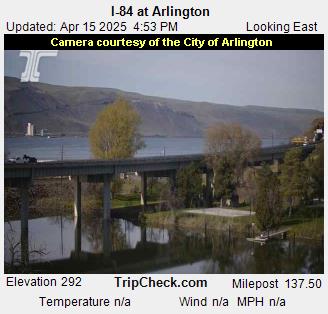 I-84 at Arlington
Updated: Apr 15 2025 4:53 PM Looking East
Camera courtesy of the City of Arlington
Elevation 292 TripCheck.com Milepost 137.50
Temperature n/a Wind n/a MPH n/a